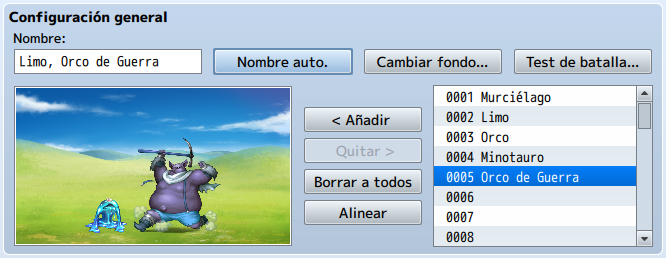 Configuración general
Nombre:
Limo, Orco de Guerra
Nombre auto.
Cambiar fondo...
Test de batalla...
< Añadir
Quitar >
Borrar a todos
Alinear
0001 Murciélago
0002 Limo
0003 Orco
0004 Minotauro
0005 Orco de Guerra
0006
0007
0008